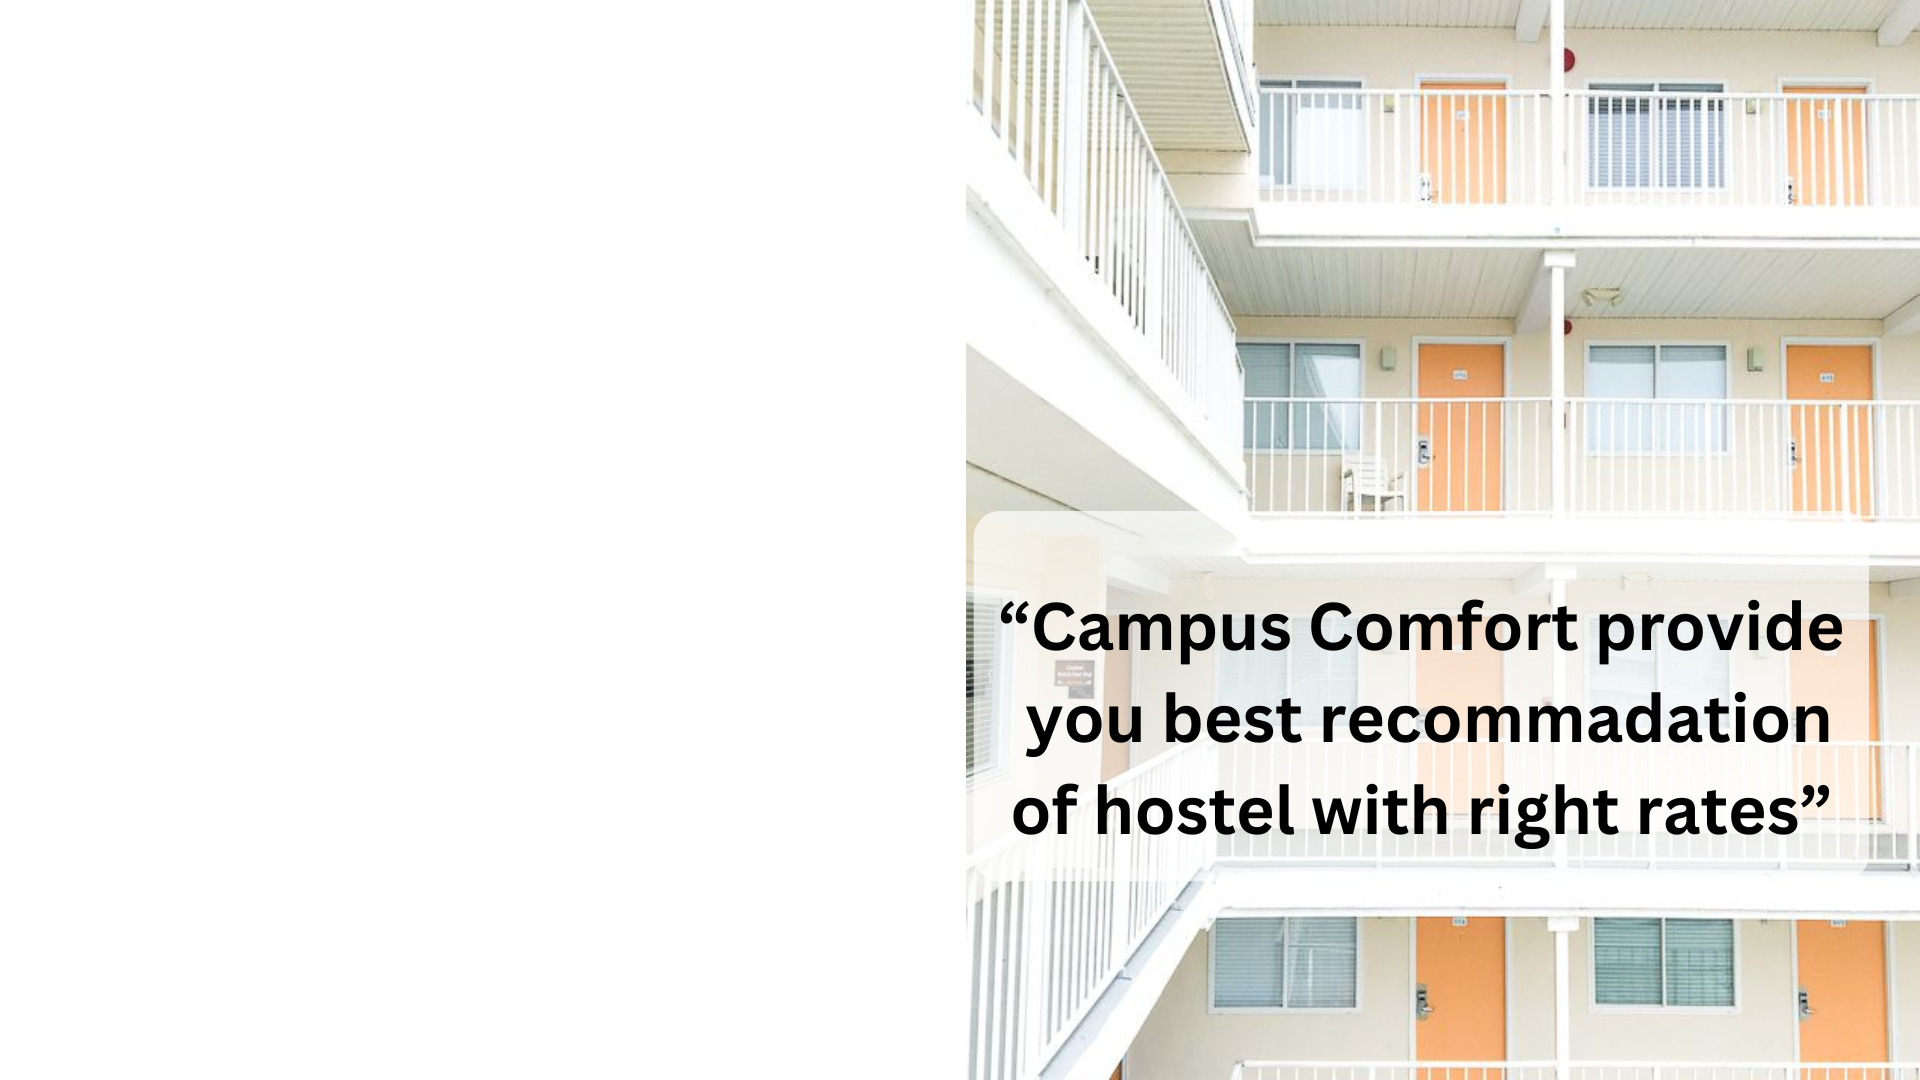 “Campus Comfort provide
you best recommadation
of hostel with right rates”